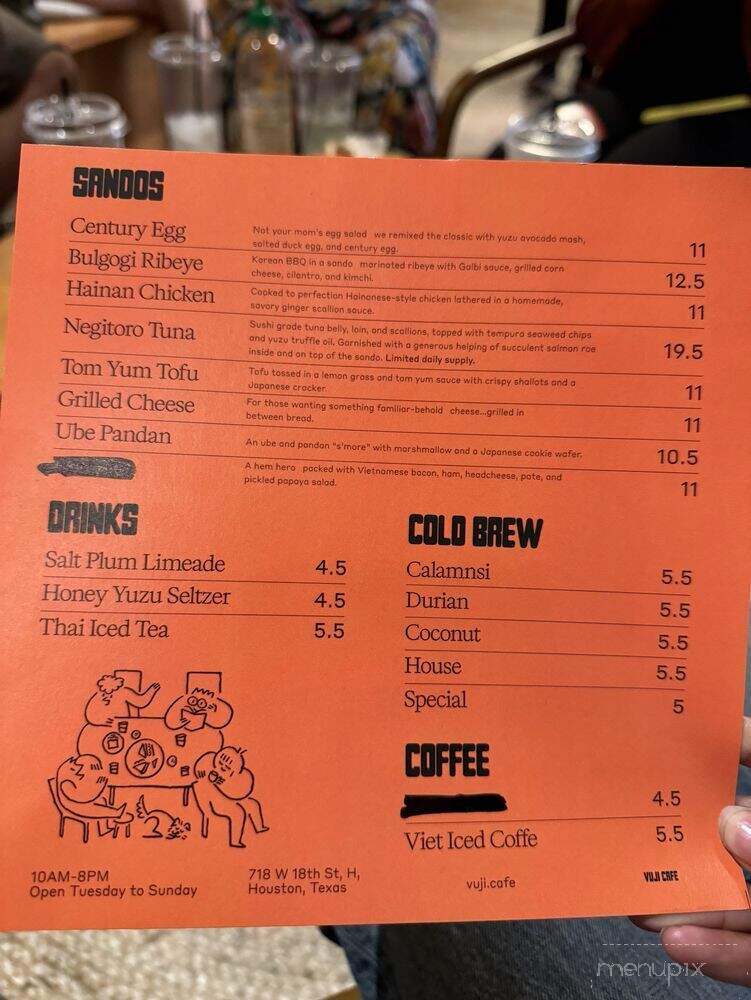 SANDOS
Century Egg
Not your mom's egg salad we remixed the classic with yuzu avocado mash,
salted duck egg, and century egg.
11
Bulgogi Ribeye
Korean BBQ in a sando marinated ribeye with Galbi sauce, grilled corn
cheese, cilantro, and kimchi.
12.5
Hainan Chicken
Cooked to perfection Hainanese-style chicken lathered in a homemade,
savory ginger scallion sauce.
11
Negitoro Tuna
Sushi grade tuna belly, loin, and scallions, topped with tempura seaweed chips
and yuzu truffle oil. Garnished with a generous helping of succulent salmon roe
inside and on top of the sando. Limited daily supply.
19.5
Tom Yum Tofu
Tofu tossed in a lemon grass and tom yum sauce with crispy shallots and a
Japanese cracker.
11
Grilled Cheese
For those wanting something familiar-behold cheese...grilled in
between bread.
11
Ube Pandan
An ube and pandan "s'more" with marshmallow and a Japanese cookie wafer.
10.5
A hem hero packed with Vietnamese bacon, ham, headcheese, pate, and
pickled papaya salad.
11
DRINKS
Salt Plum Limeade 4.5
Honey Yuzu Seltzer 4.5
Thai Iced Tea 5.5
COLD BREW
Calamnsi 5.5
Durian 5.5
Coconut 5.5
House 5.5
Special 5
COFFEE
4.5
Viet Iced Coffe 5.5
10AM-8PM
Open Tuesday to Sunday
718 W 18th St, H,
Houston, Texas
vuji.cafe
VUJI CAFE
menupix